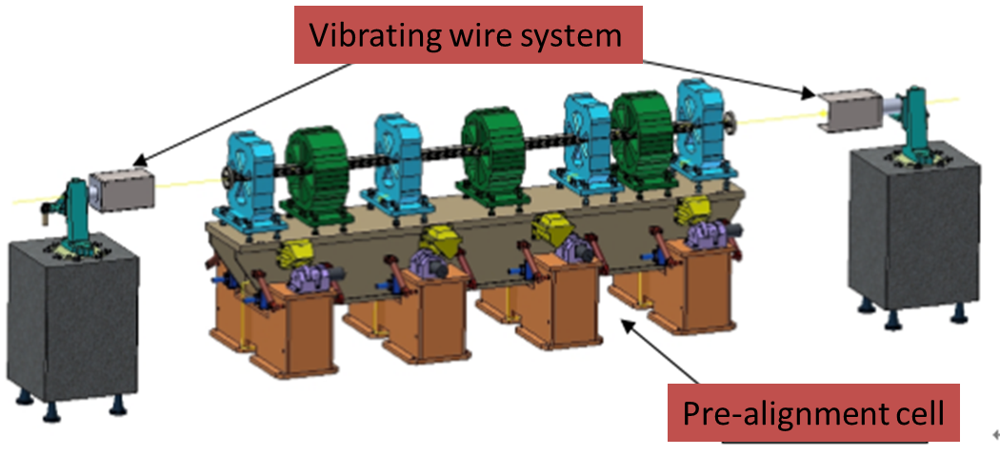 Vibrating wire system
Pre-alignment cell